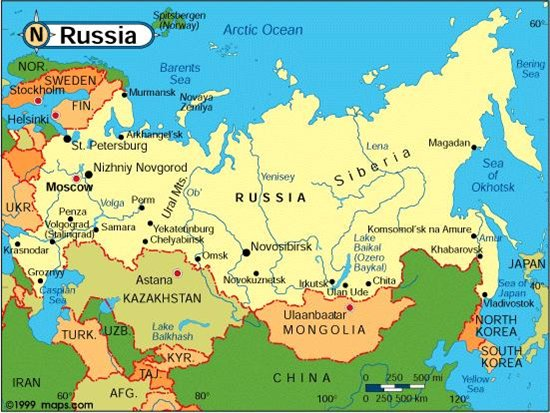 N Russia
Spitsbergen
(Norway)
Arctic Ocean
80°
60°
Barents
Sea
Bering
Sea
NOR.
SWEDEN
Stockholm
FIN.
Murmansk
Novaya
Zemlya
Helsinki
Arkhangel'sk
St. Petersburg
Lena
Magadan
Siberia
Nizhniy Novgorod
Moscow
Ural Mts.
Ob'
Yenisey
RUSSIA
Sea
of
Okhotsk
UKR.
Volga
Perm
Penza
Volgograd
(Stalingrad)
Samara
Yekaterinburg
Chelyabinsk
Krasnodar
Omsk
Novosibirsk
Lake
Baikal
(Ozero
Baykal)
Komsomol'sk na Amure
Amur
Khabarovsk
Groznyy
Astana
Novokuznetsk
Irkutsk
Ulan Ude
Chita
JAPAN
Caspian
Sea
KAZAKHSTAN
Ulaanbaatar
MONGOLIA
Vladivostok
Sea of
Japan
40°
Lake
Balkhash
TURK.
UZB.
NORTH
KOREA
KYR.
TAJ
SOUTH
KOREA
AFG.
CHINA
0 250 500 mi
0 250 500 km
Yellow
Sea
IRAN
60°
80°
100°
120°
©1999 maps.com